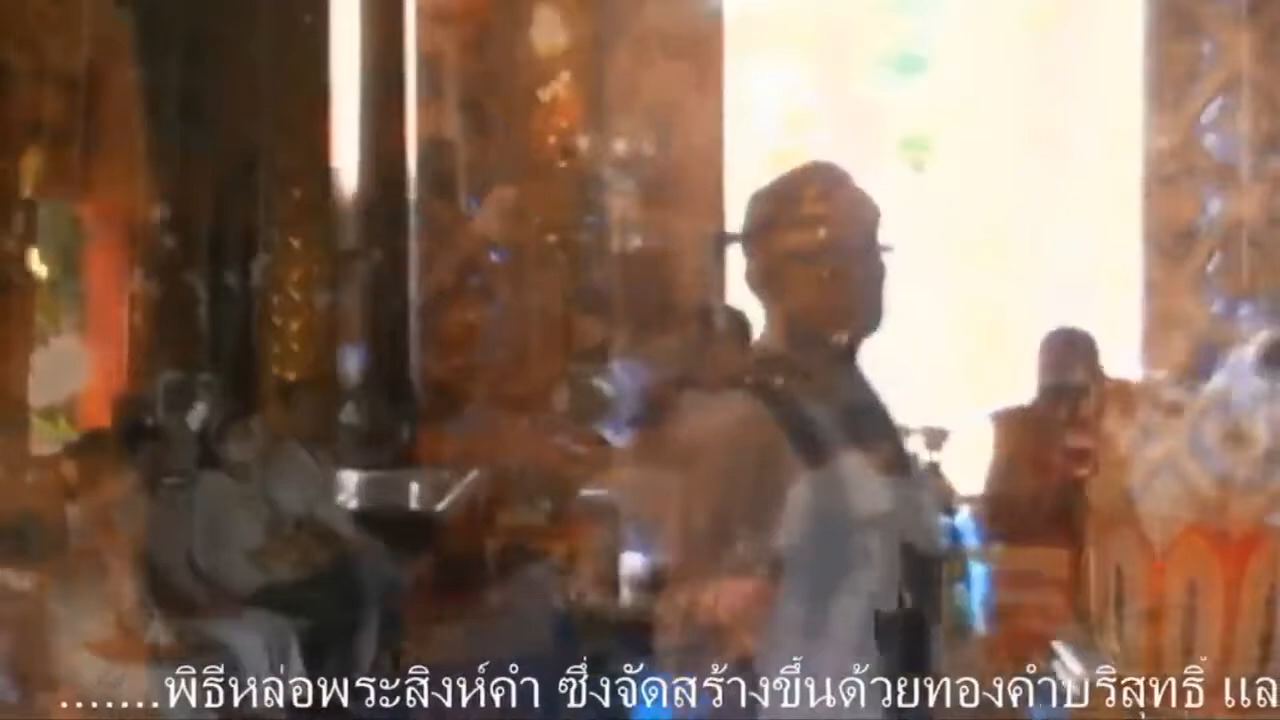 .......พิธีหล่อพระสิงห์คำ ซึ่งจัดสร้างขึ้นด้วยทองคำบริสุทธิ์ แล